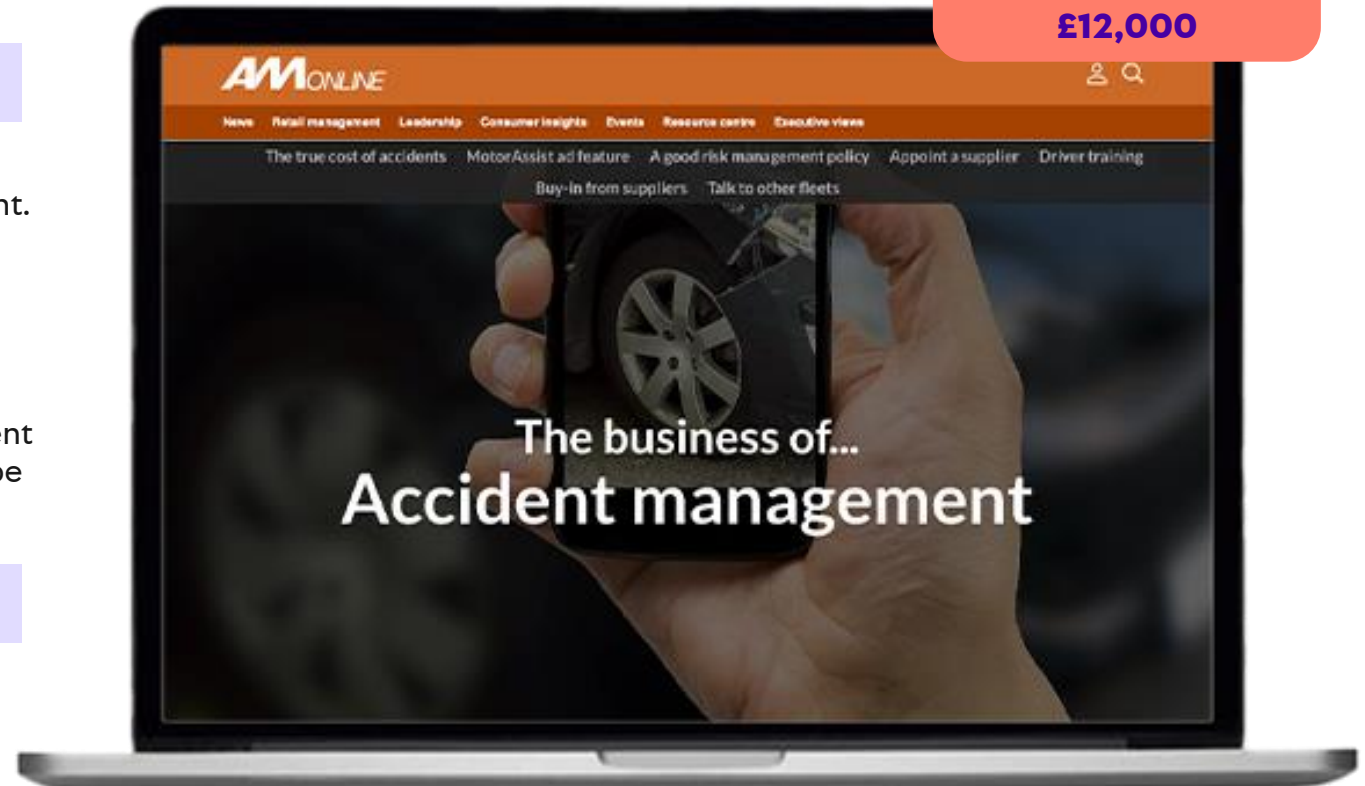 £12,000
AM ONLINE
News Retail management Leadership Consumer insights Events Resource centre Executive views
The true cost of accidents MotorAssist ad feature A good risk management policy Appoint a supplier Driver training
Buy-in from suppliers Talk to other fleets
nt.
ent
be
The business of...
Accident management